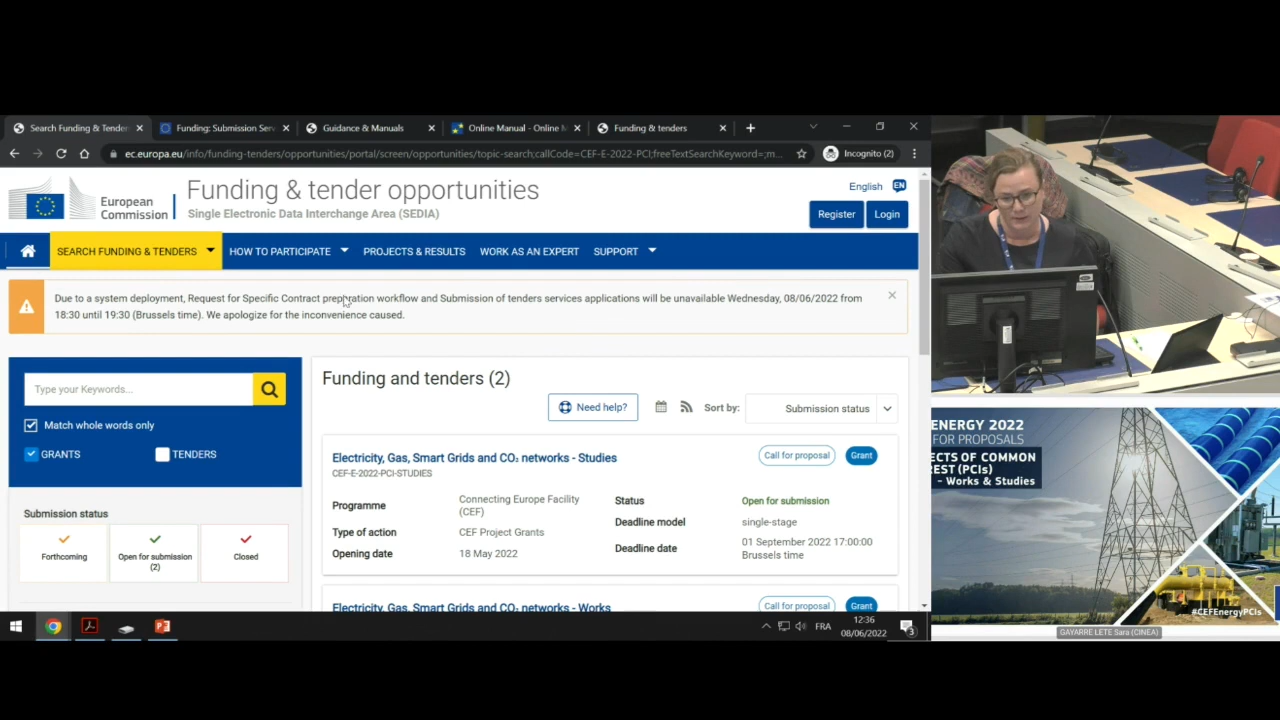 Search Funding & Tender
Funding: Submission Serv
Guidance & Manuals
Online Manual - Online M
Funding & tenders
ec.europa.eu/info/funding-tenders/opportunities/portal/screen/opportunities/topic-search;callCode=CEF-E-2022-PCI;freeTextSearchKeyword=;m...
Incognito (2)
European
Commission
Funding & tender opportunities
Single Electronic Data Interchange Area (SEDIA)
English EN
Register
Login
SEARCH FUNDING & TENDERS
HOW TO PARTICIPATE
PROJECTS & RESULTS
WORK AS AN EXPERT
SUPPORT
Due to a system deployment, Request for Specific Contract preparation workflow and Submission of tenders services applications will be unavailable Wednesday, 08/06/2022 from
18:30 until 19:30 (Brussels time). We apologize for the inconvenience caused.
Type your Keywords...
Match whole words only
GRANTS
TENDERS
Submission status
Forthcoming
Open for submission
(2)
Closed
Funding and tenders (2)
Need help?
Sort by:
Submission status
Electricity, Gas, Smart Grids and CO₂ networks - Studies
CEF-E-2022-PCI-STUDIES
Call for proposal
Grant
Programme
Connecting Europe Facility
(CEF)
Type of action
CEF Project Grants
Opening date
18 May 2022
Status
Open for submission
Deadline model
single-stage
Deadline date
01 September 2022 17:00:00
Brussels time
Electricity, Gas, Smart Grids and CO₂ networks - Works
Call for proposal
Grant
FRA
12:36
08/06/2022
3
ENERGY 2022
FOR PROPOSALS
ECTS OF COMMON
REST (PCIs)
- Works & Studies
#CEFEnergyPCIs
GAYARRE LETE Sara (CINEA)